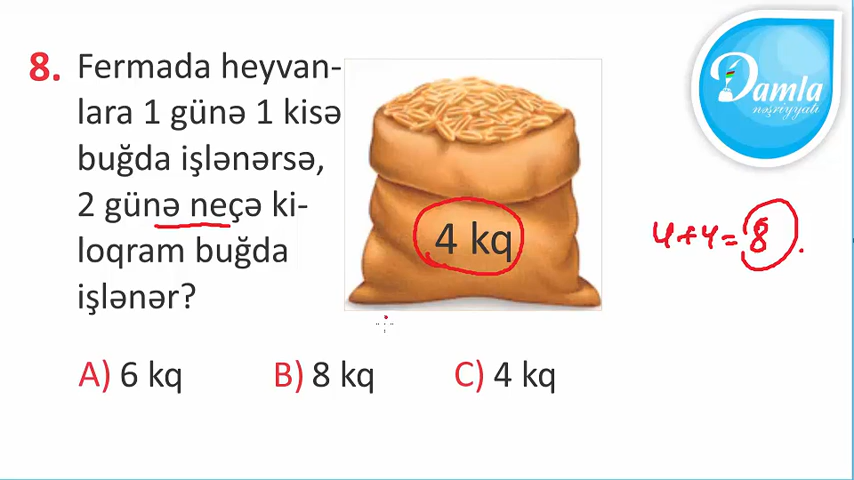 8. Fermada heyvan-
lara 1 günə 1 kisə
buğda işlənərsə,
2 günə neçə ki-
loqram buğda
işlənər?
4 kq
4+4=8.
Damla
nəşriyyatı
A) 6 kq B) 8 kq C) 4 kq